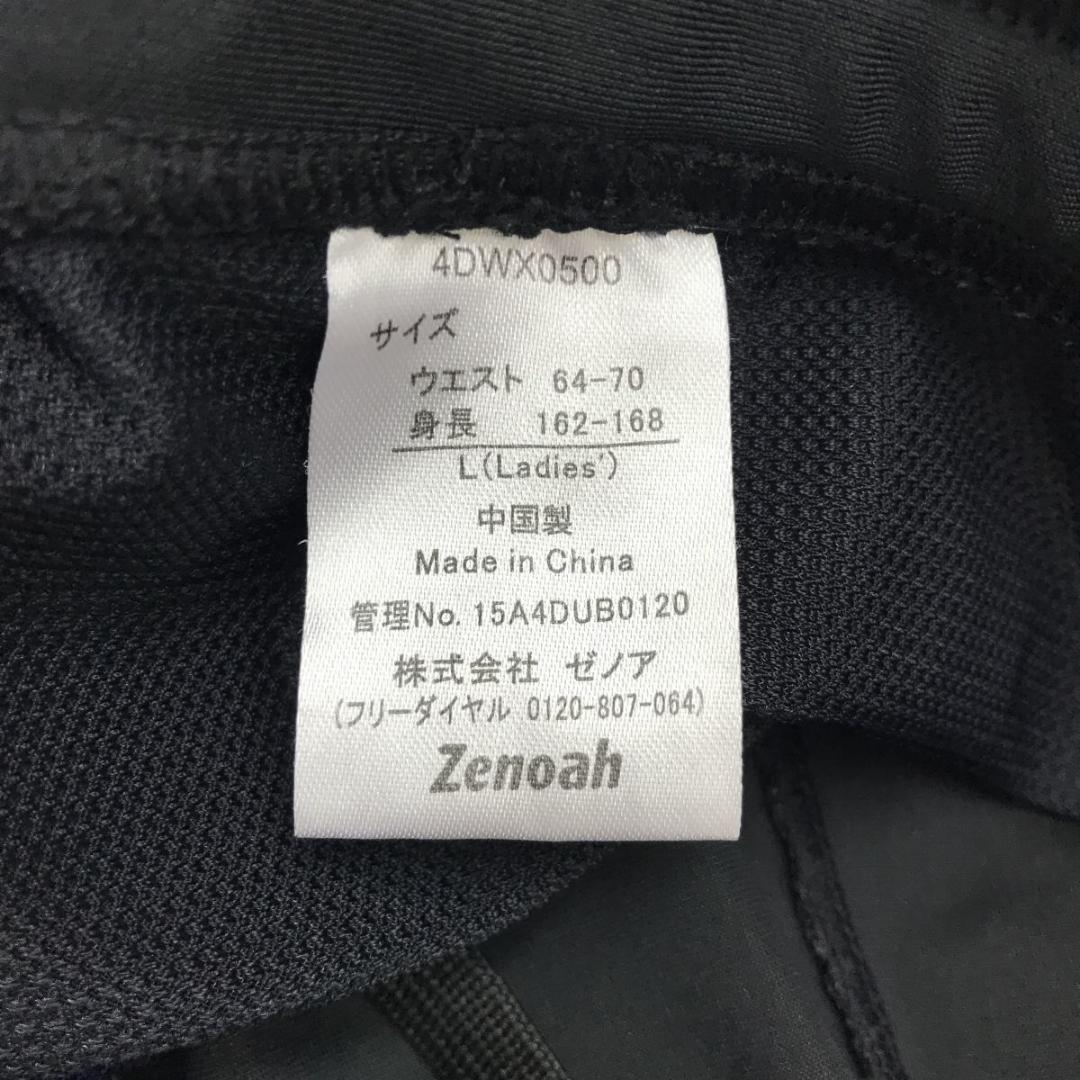 4DWX0500
サイズ
ウエスト 64-70
身長 162-168
L(Ladies')
中国製
Made in China
管理No. 15A4DUB0120
株式会社 ゼノア
(フリーダイヤル 0120-807-064)
Zenoah